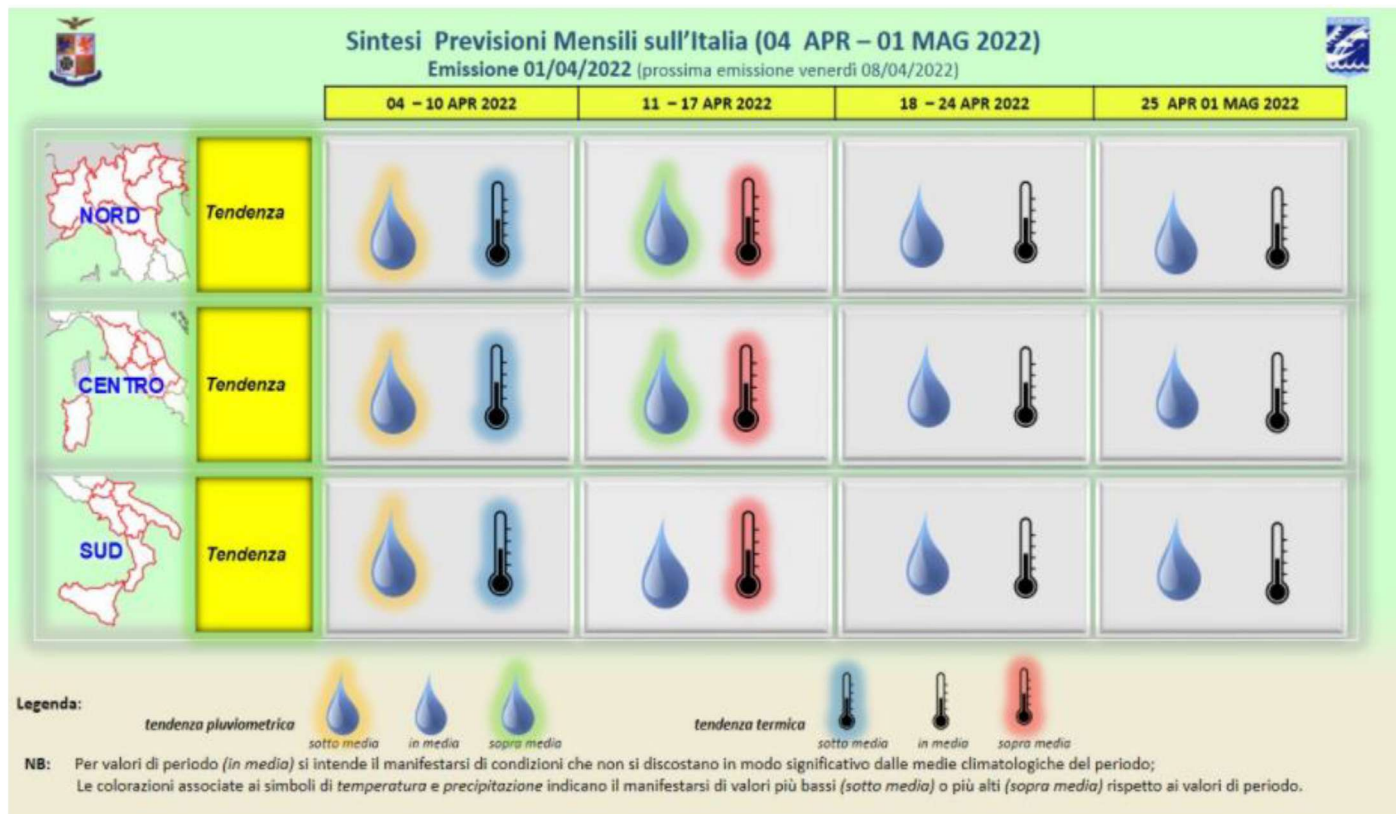 Sintesi Previsioni Mensili sull'Italia (04 APR – 01 MAG 2022)
Emissione 01/04/2022 (prossima emissione venerdì 08/04/2022)
04 – 10 APR 2022
11 – 17 APR 2022
18 – 24 APR 2022
25 APR 01 MAG 2022
NORD
Tendenza
CENTRO
Tendenza
SUD
Tendenza
Legenda:
tendenza pluviometrica
sotto media
in media
sopra media
tendenza termica
sotto media
in media
sopra media
NB: Per valori di periodo (in media) si intende il manifestarsi di condizioni che non si discostano in modo significativo dalle medie climatologiche del periodo;
Le colorazioni associate ai simboli di temperatura e precipitazione indicano il manifestarsi di valori più bassi (sotto media) o più alti (sopra media) rispetto ai valori di periodo.